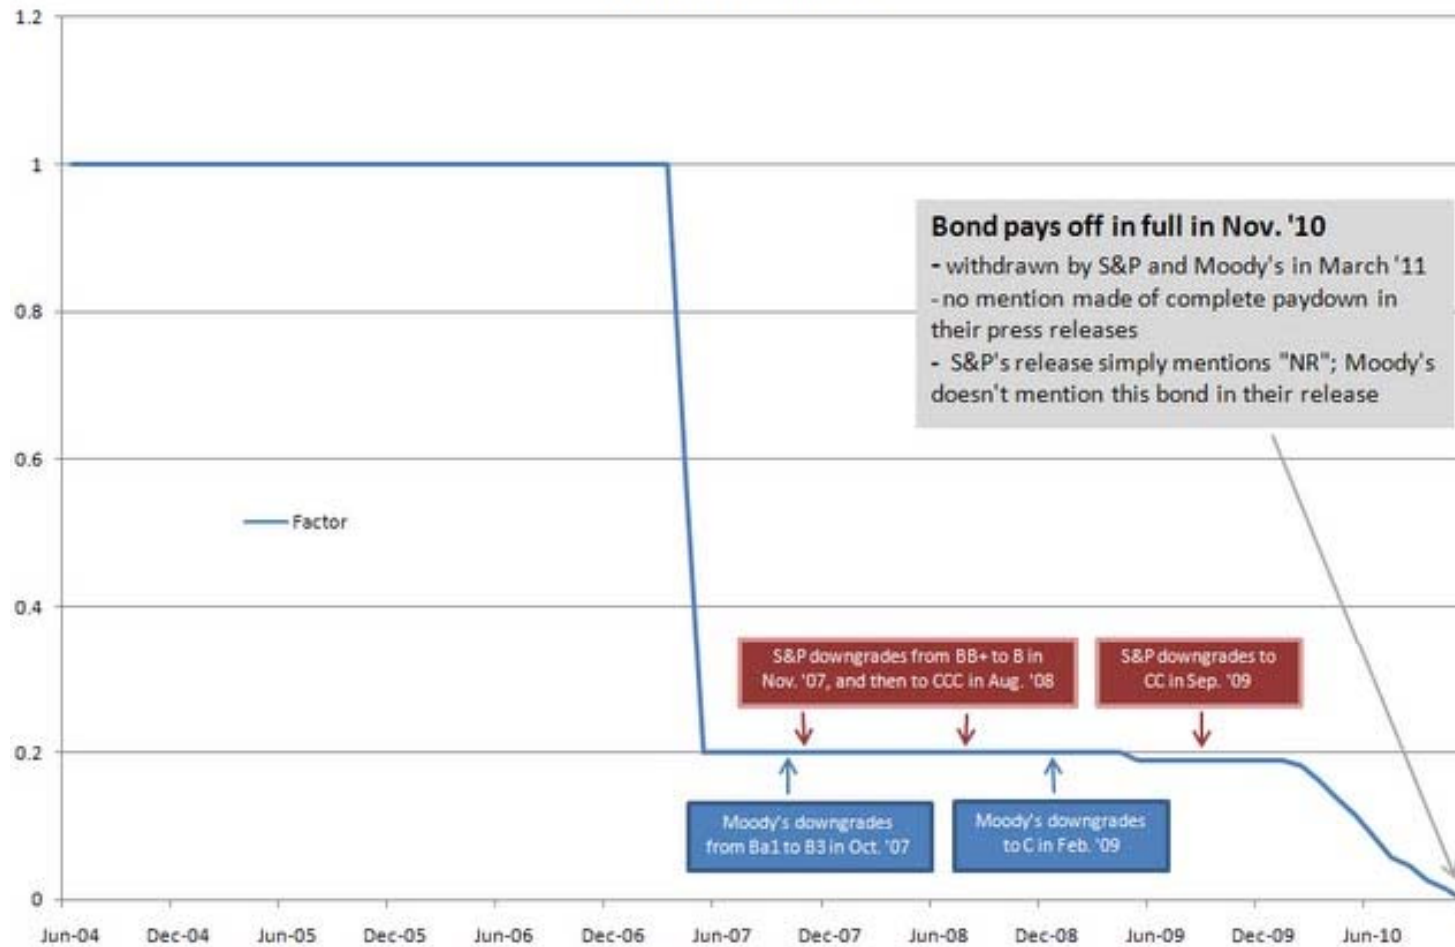 1.2
1
0.8
0.6
0.4
0.2
0
Bond pays off in full in Nov. '10
- withdrawn by S&P and Moody's in March '11
- no mention made of complete paydown in
their press releases
- S&P's release simply mentions "NR"; Moody's
doesn't mention this bond in their release
Factor
S&P downgrades from BB+ to B in
Nov. '07, and then to CCC in Aug. '08
S&P downgrades to
CC in Sep. '09
Moody's downgrades
from Ba1 to B3 in Oct. '07
Moody's downgrades
to C in Feb. '09
Jun-04 Dec-04 Jun-05 Dec-05 Jun-06 Dec-06 Jun-07 Dec-07 Jun-08 Dec-08 Jun-09 Dec-09 Jun-10